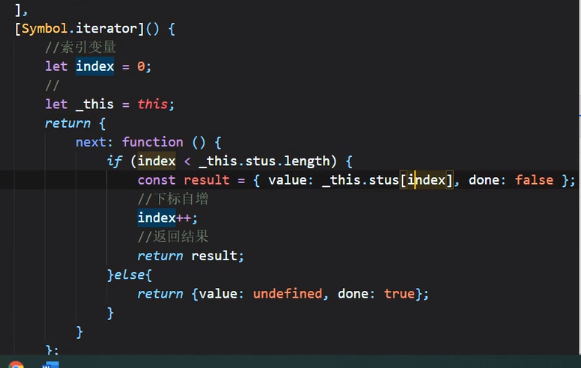 ],
[Symbol.iterator]() {
//索引变量
let index = 0;
//
let _this = this;
return {
next: function () {
if (index < _this.stus.length) {
const result = { value: _this.stus[index], done: false };
//下标自增
index++;
//返回结果
return result;
}else{
return {value: undefined, done: true};
}
}
};